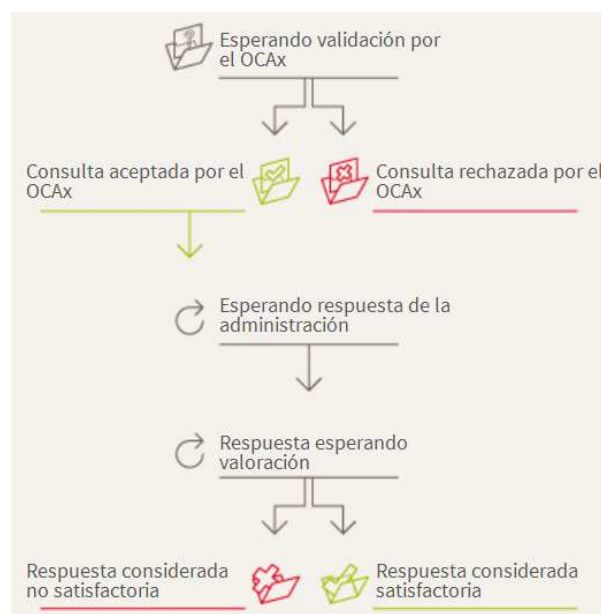 Esperando validación por
el OCAx
Consulta aceptada por el
OCAx
Consulta rechazada por el
OCAx
Esperando respuesta de la
administración
Respuesta esperando
valoración
Respuesta considerada
no satisfactoria
Respuesta considerada
satisfactoria